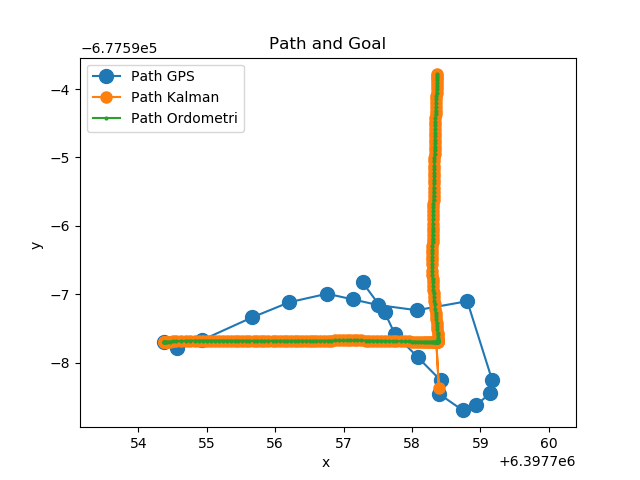 Path and Goal
−6.7759e5
Path GPS
Path Kalman
Path Ordometri
−4
−5
−6
−7
−8
y
54 55 56 57 58 59 60
x
+6.3977e6